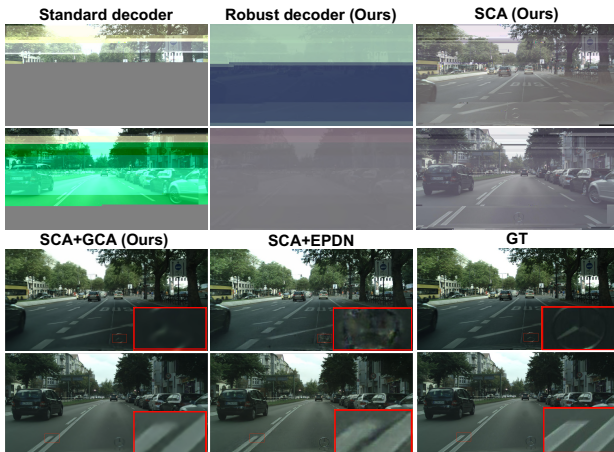 Standard decoder
Robust decoder (Ours)
SCA (Ours)
SCA+GCA (Ours)
SCA+EPDN
GT